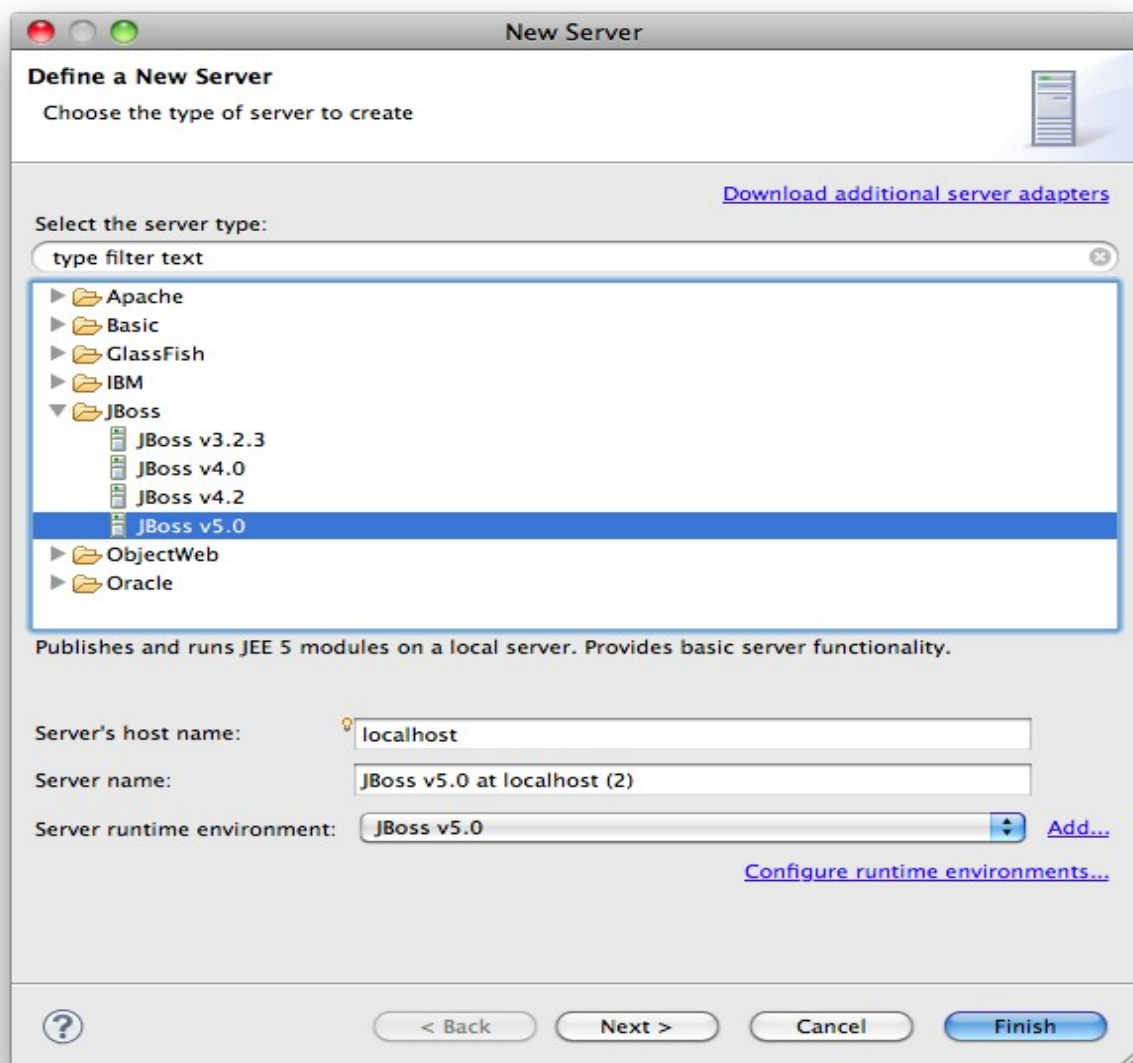 New Server
Define a New Server
Choose the type of server to create
Download additional server adapters
Select the server type:
type filter text
Apache
Basic
GlassFish
IBM
JBoss
JBoss v3.2.3
JBoss v4.0
JBoss v4.2
JBoss v5.0
ObjectWeb
Oracle
Publishes and runs JEE 5 modules on a local server. Provides basic server functionality.
Server's host name: localhost
Server name: JBoss v5.0 at localhost (2)
Server runtime environment: JBoss v5.0 Add...
Configure runtime environments...
? < Back Next > Cancel Finish